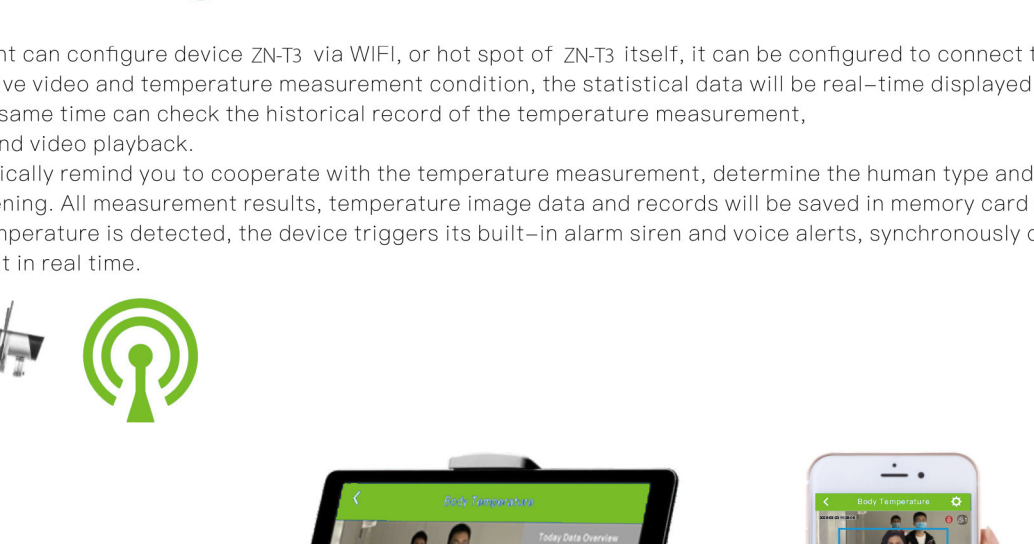 nt can configure device ZN-T3 via WIFI, or hot spot of ZN-T3 itself, it can be configured to connect t
ve video and temperature measurement condition, the statistical data will be real-time displayed
same time can check the historical record of the temperature measurement,
nd video playback.
ically remind you to cooperate with the temperature measurement, determine the human type and
ening. All measurement results, temperature image data and records will be saved in memory card
mperature is detected, the device triggers its built-in alarm siren and voice alerts, synchronously
t in real time.
Body Temperature
Today Data Overview
Body Temperature